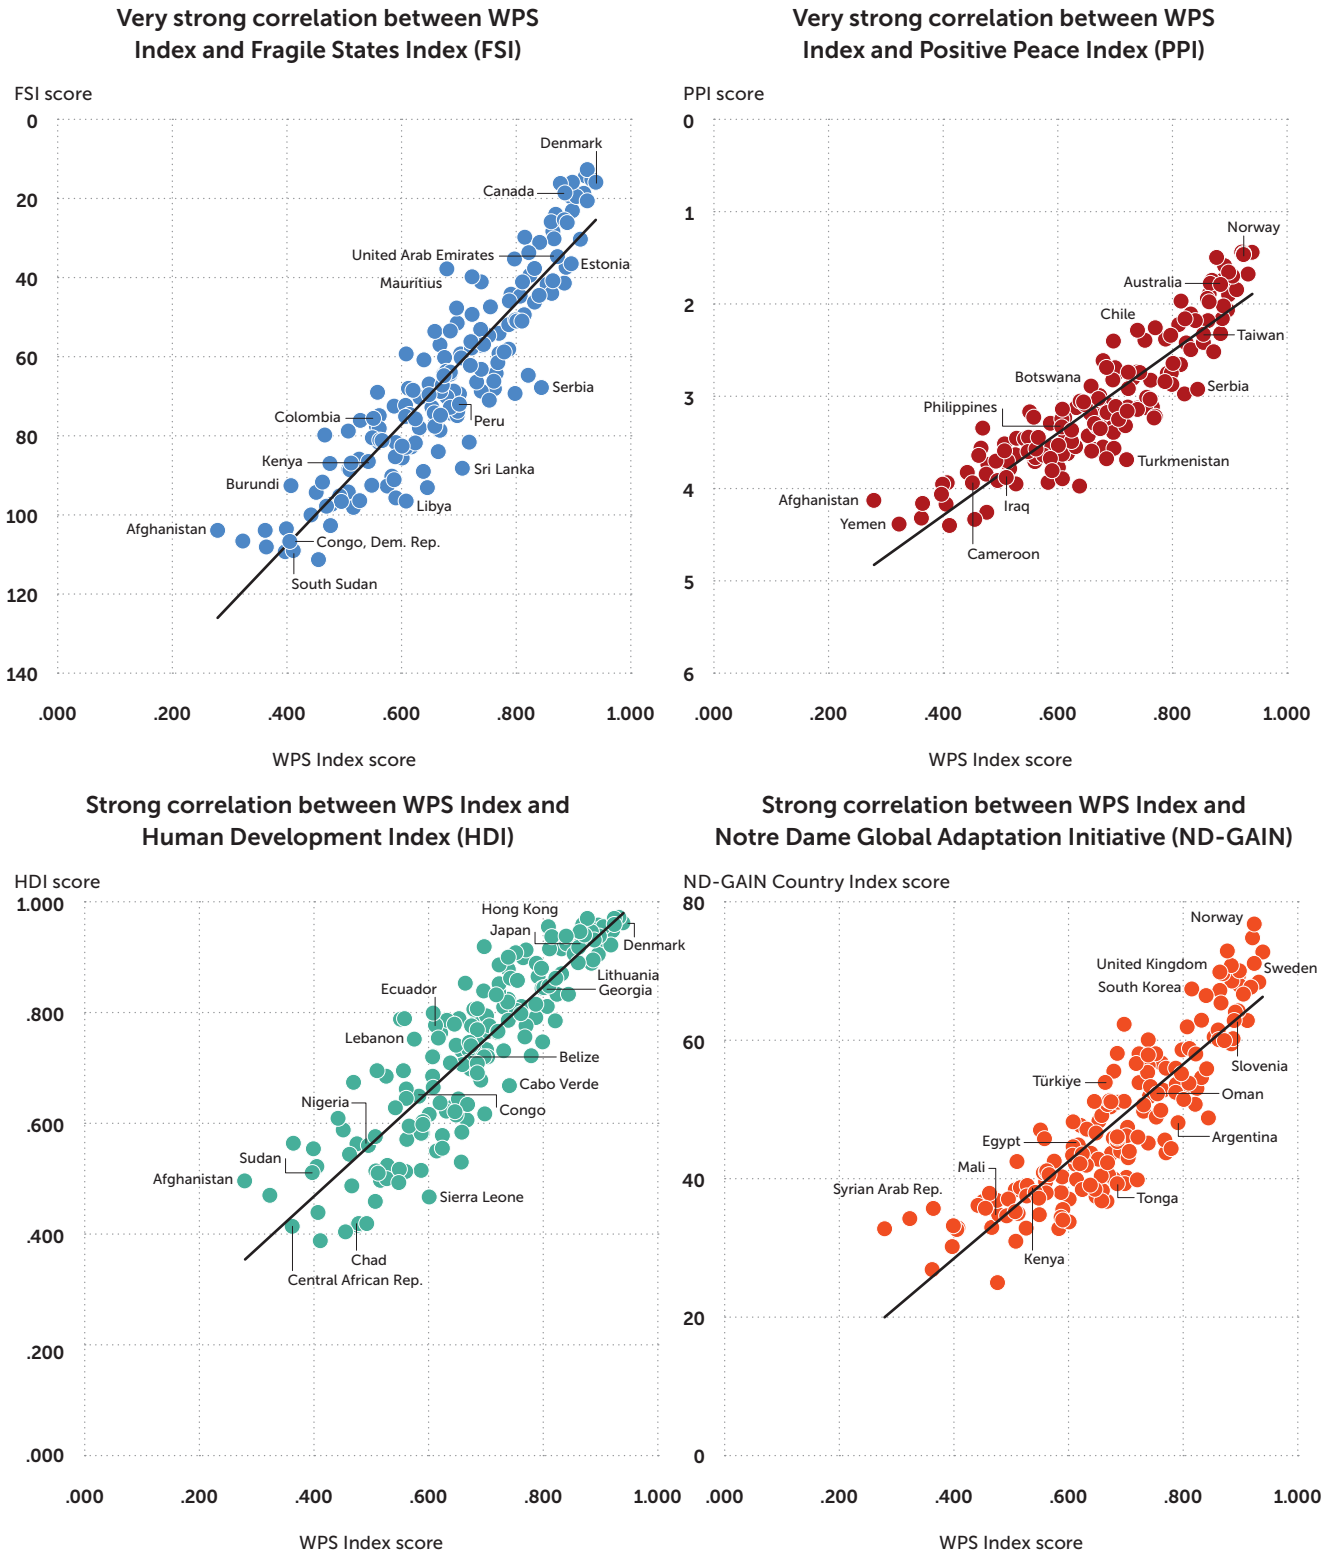 Very strong correlation between WPS
Index and Fragile States Index (FSI)
FSI score
0
20
40
60
80
100
120
140
Denmark
Canada
United Arab Emirates
Estonia
Mauritius
Serbia
Colombia
Peru
Kenya
Sri Lanka
Burundi
Libya
Afghanistan
Congo, Dem. Rep.
South Sudan
.000 .200 .400 .600 .800 1.000
WPS Index score
Very strong correlation between WPS
Index and Positive Peace Index (PPI)
PPI score
0
1
2
3
4
5
6
Norway
Australia
Chile
Taiwan
Botswana
Serbia
Philippines
Turkmenistan
Afghanistan
Iraq
Yemen
Cameroon
.000 .200 .400 .600 .800 1.000
WPS Index score
Strong correlation between WPS Index and
Human Development Index (HDI)
HDI score
1.000
.800
.600
.400
.200
.000
Hong Kong
Japan
Denmark
Lithuania
Ecuador
Georgia
Lebanon
Belize
Cabo Verde
Nigeria
Congo
Sudan
Afghanistan
Sierra Leone
Chad
Central African Rep.
.000 .200 .400 .600 .800 1.000
WPS Index score
Strong correlation between WPS Index and
Notre Dame Global Adaptation Initiative (ND-GAIN)
ND-GAIN Country Index score
80
60
40
20
0
Norway
United Kingdom
Sweden
South Korea
Slovenia
Türkiye
Oman
Egypt
Argentina
Mali
Syrian Arab Rep.
Tonga
Kenya
.000 .200 .400 .600 .800 1.000
WPS Index score